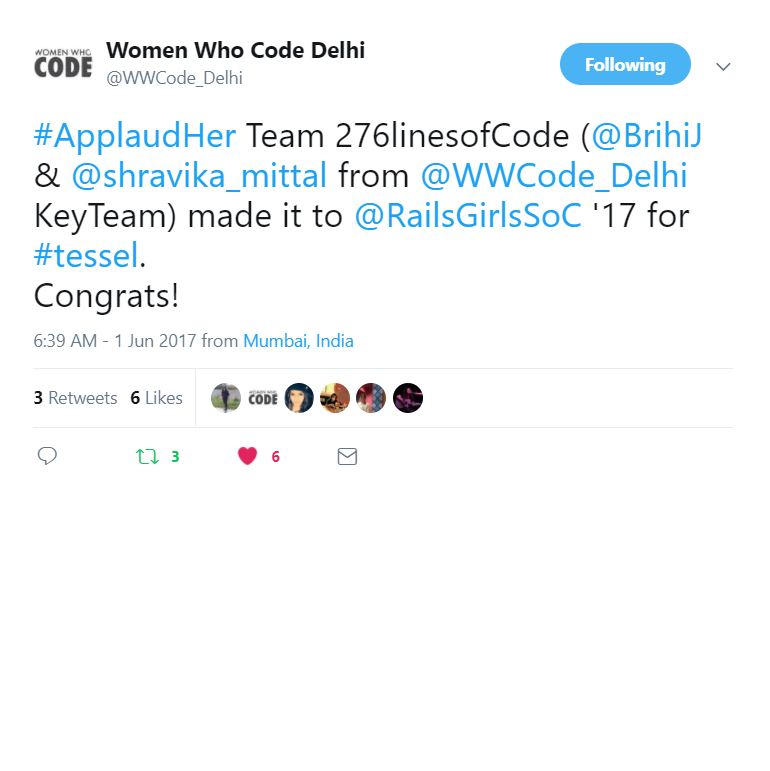 WOMEN WHO
CODE
Women Who Code Delhi
@WWCode_Delhi
Following
#ApplaudHer Team 276linesofCode (@BrihiJ
& @shravika_mittal from @WWCode_Delhi
KeyTeam) made it to @RailsGirlsSoC '17 for
#tessel.
Congrats!
6:39 AM - 1 Jun 2017 from Mumbai, India
3 Retweets 6 Likes
WOMEN WHO
CODE
3 6